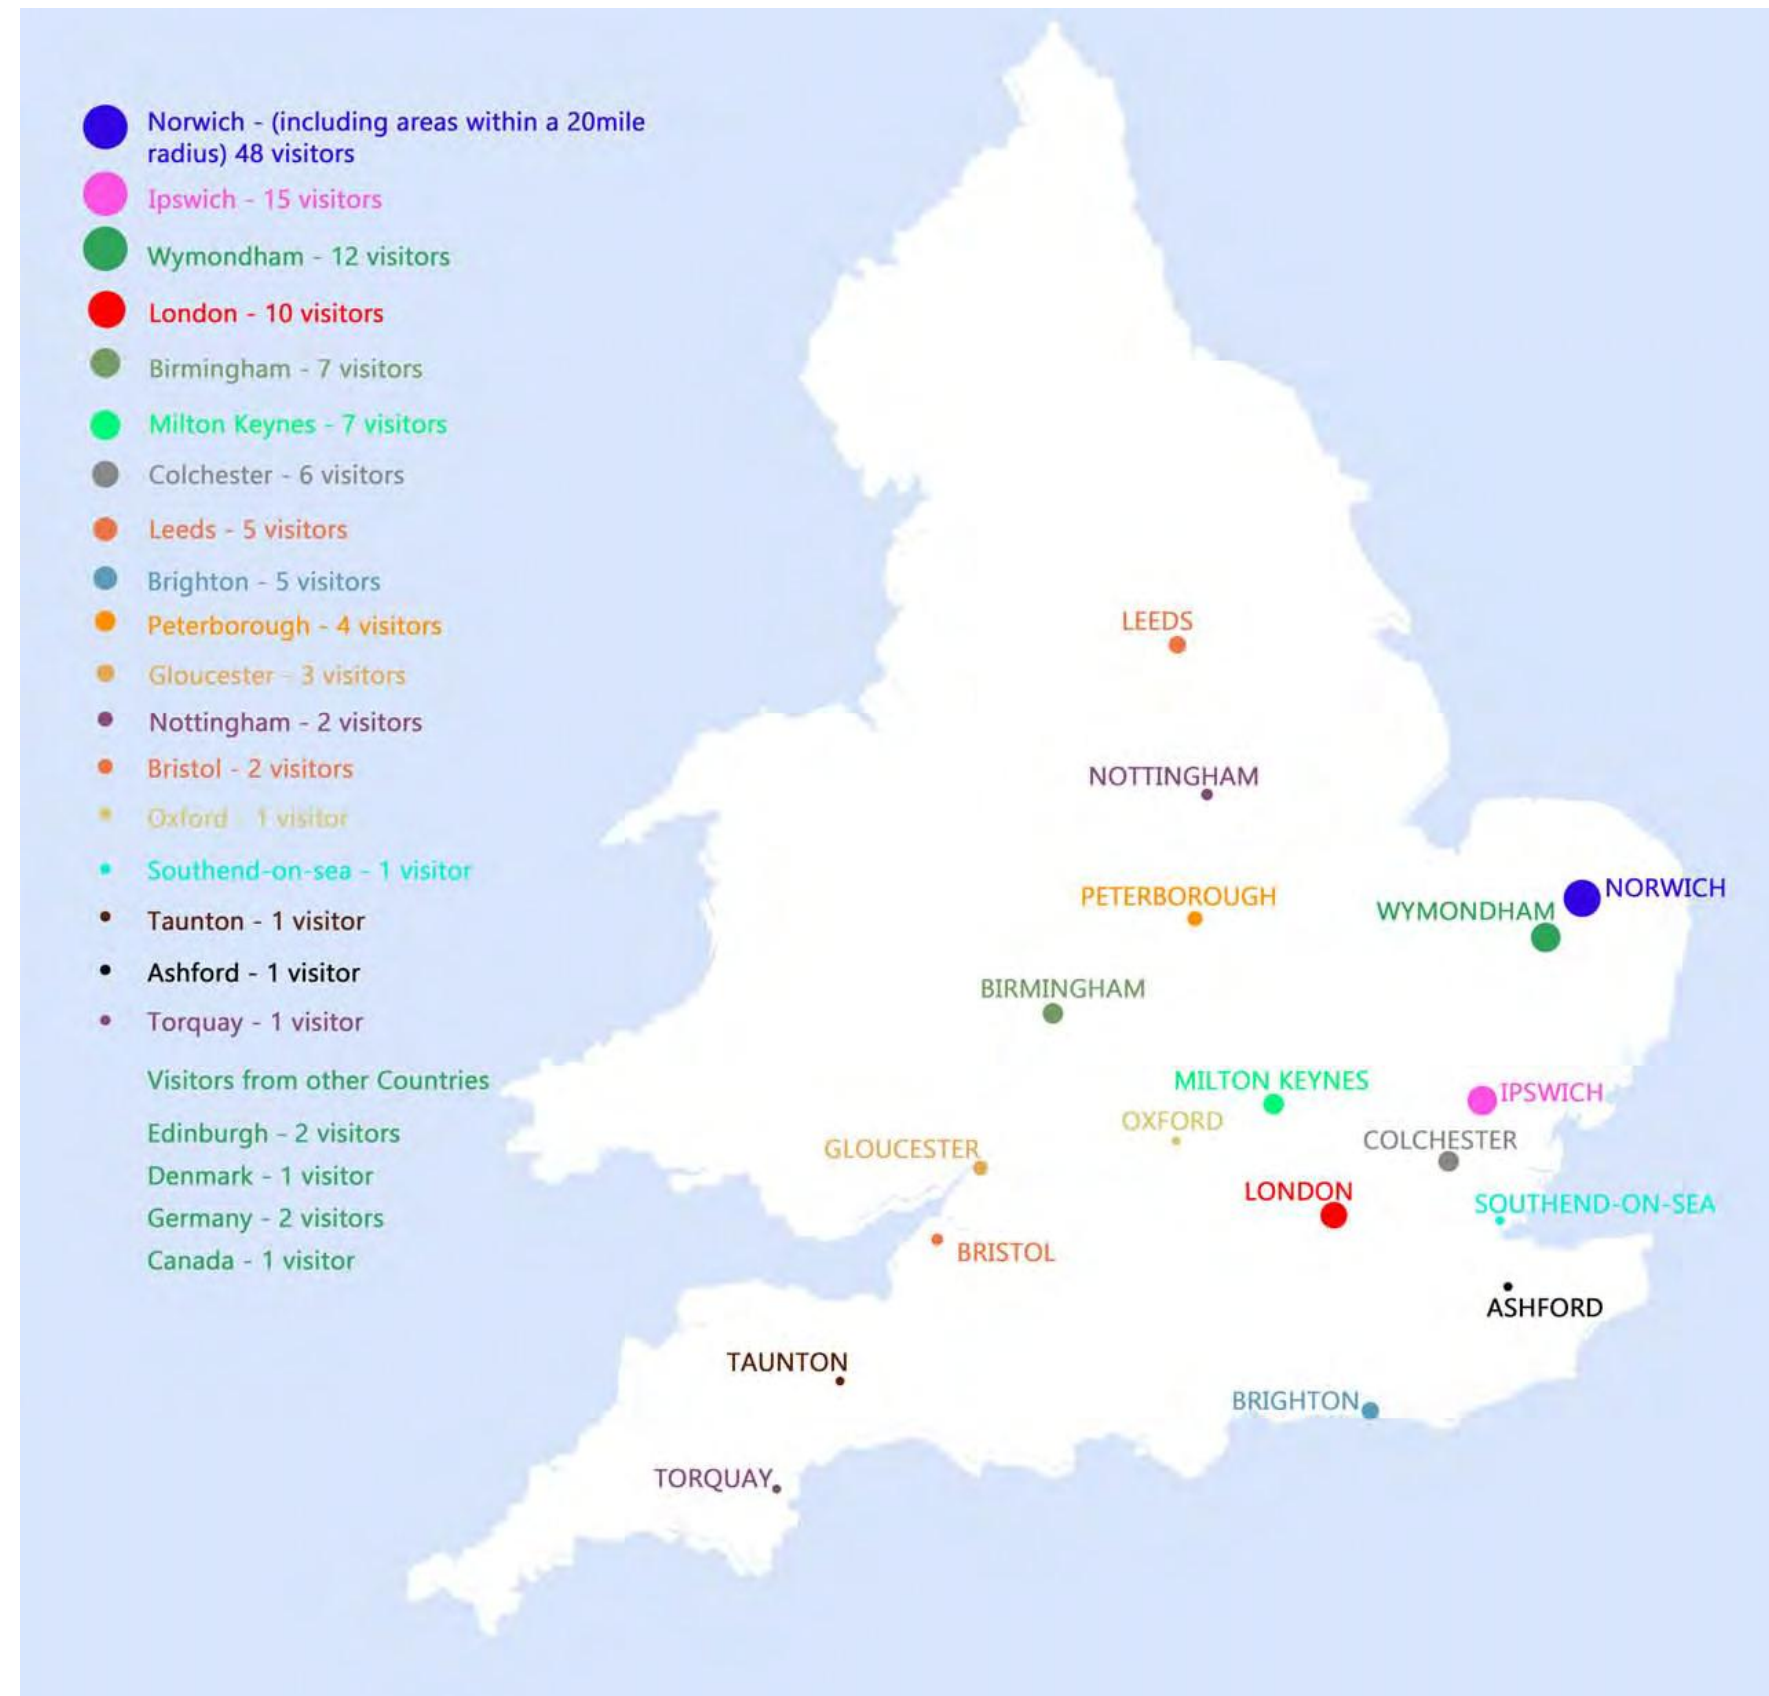 Norwich - (including areas within a 20mile
radius) 48 visitors
Ipswich - 15 visitors
Wymondham - 12 visitors
London - 10 visitors
Birmingham - 7 visitors
Milton Keynes - 7 visitors
Colchester - 6 visitors
Leeds - 5 visitors
Brighton - 5 visitors
Peterborough - 4 visitors
Gloucester - 3 visitors
Nottingham - 2 visitors
Bristol - 2 visitors
Oxford - 1 visitor
Southend-on-sea - 1 visitor
Taunton - 1 visitor
Ashford - 1 visitor
Torquay - 1 visitor
Visitors from other Countries
Edinburgh - 2 visitors
Denmark - 1 visitor
Germany - 2 visitors
Canada - 1 visitor
LEEDS
NOTTINGHAM
PETERBOROUGH
NORWICH
WYMONDHAM
BIRMINGHAM
MILTON KEYNES
IPSWICH
OXFORD
COLCHESTER
GLOUCESTER
LONDON
SOUTHEND-ON-SEA
BRISTOL
ASHFORD
TAUNTON
BRIGHTON
TORQUAY